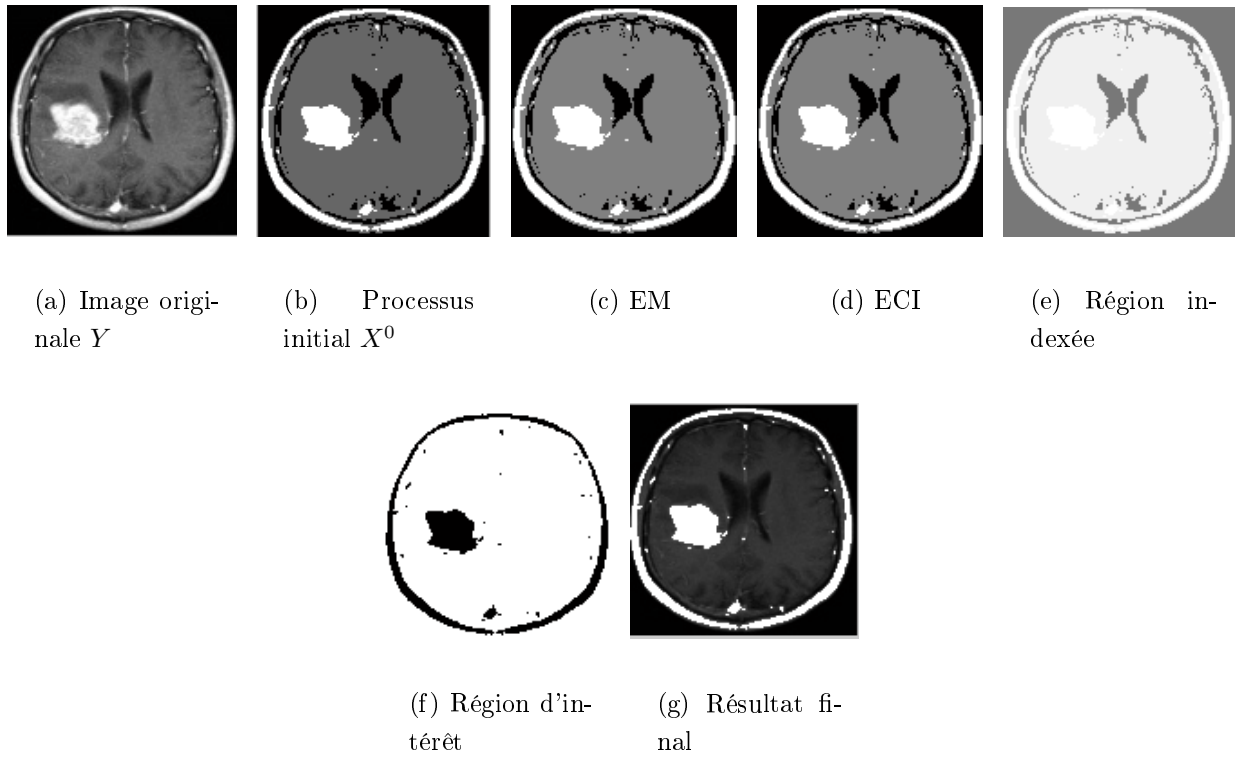 (a) Image origi-
nale Y
(b) Processus
initial X⁰
(c) EM
(d) ECI
(e) Région in-
dexée
(f) Région d'in-
térêt
(g) Résultat fi-
nal